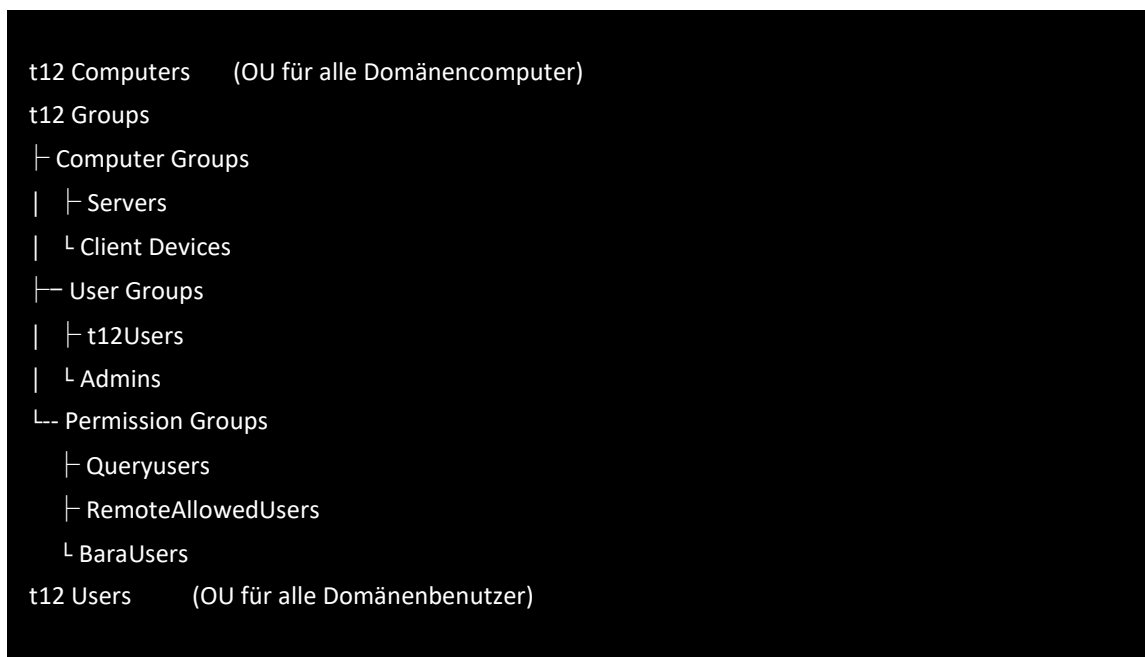 t12 Computers (OU für alle Domänencomputer)
t12 Groups
├ Computer Groups
| ├ Servers
| └ Client Devices
├─ User Groups
| ├ t12Users
| └ Admins
└-- Permission Groups
├ Queryusers
├ RemoteAllowedUsers
└ BaraUsers
t12 Users (OU für alle Domänenbenutzer)